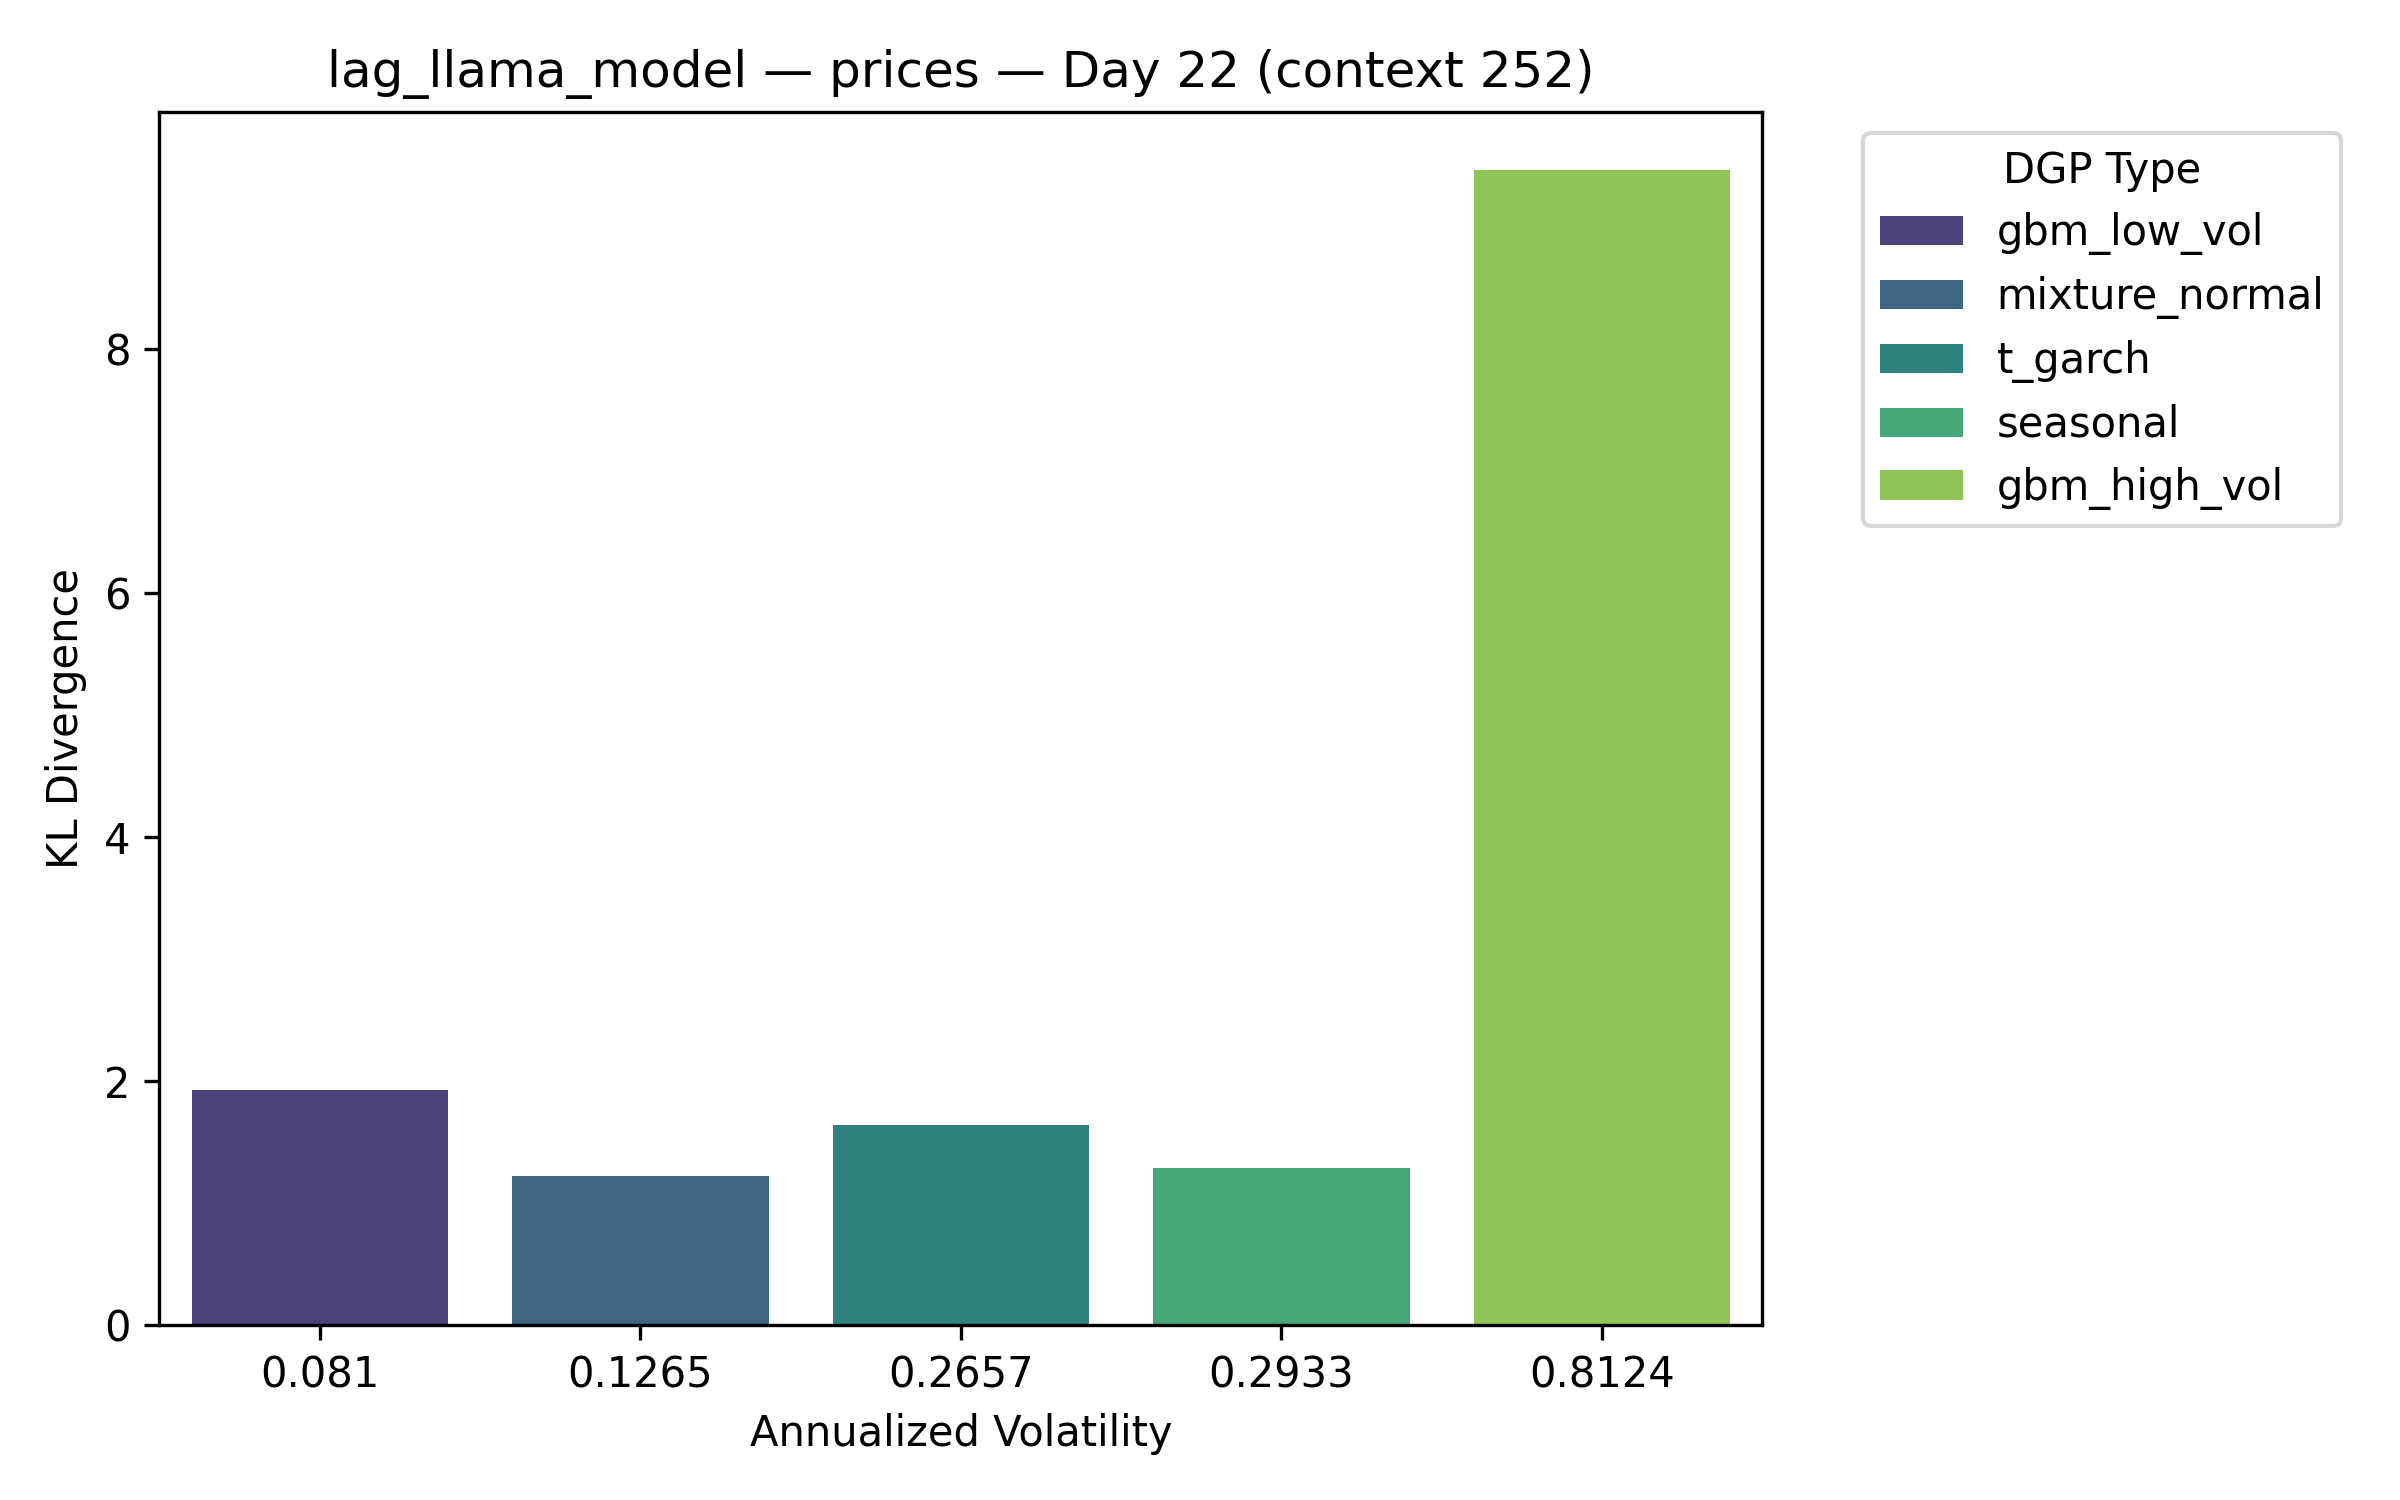 lag_llama_model — prices — Day 22 (context 252)
KL Divergence
8
6
4
2
0
0.081
0.1265
0.2657
0.2933
0.8124
Annualized Volatility
DGP Type
gbm_low_vol
mixture_normal
t_garch
seasonal
gbm_high_vol